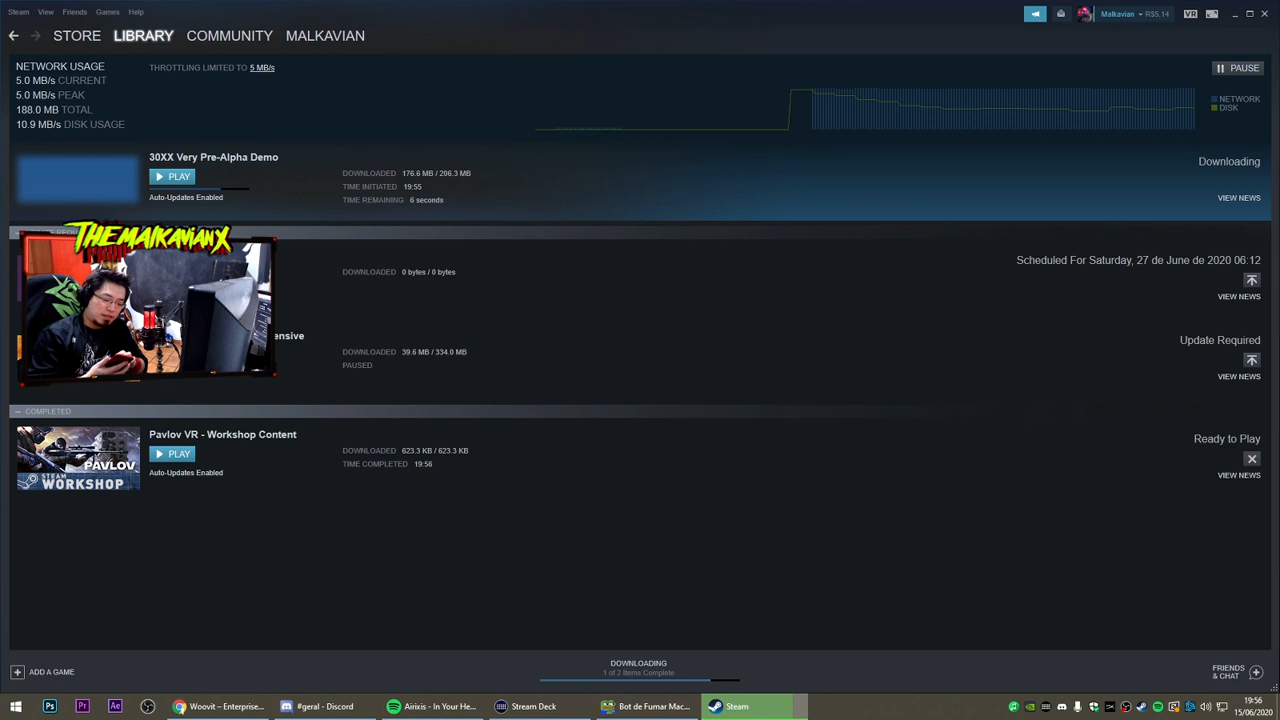 Steam View Friends Games Help
Malkavian R$5,14 VR
STORE LIBRARY COMMUNITY MALKAVIAN
NETWORK USAGE
THROTTLING LIMITED TO 5 MB/s
PAUSE
5.0 MB/s CURRENT
5.0 MB/s PEAK
188.0 MB TOTAL
10.9 MB/s DISK USAGE
NETWORK
DISK
30XX Very Pre-Alpha Demo
PLAY
Auto-Updates Enabled
DOWNLOADED 176.6 MB / 206.3 MB
TIME INITIATED 19:55
TIME REMAINING 6 seconds
Downloading
VIEW NEWS
THEMALKAVIANX
DOWNLOADED 0 bytes / 0 bytes
Scheduled For Saturday, 27 de June de 2020 06:12
VIEW NEWS
ensive
DOWNLOADED 39.6 MB / 334.0 MB
PAUSED
Update Required
VIEW NEWS
COMPLETED
PAVLOV
STEAM WORKSHOP
Pavlov VR - Workshop Content
PLAY
Auto-Updates Enabled
DOWNLOADED 623.3 KB / 623.3 KB
TIME COMPLETED 19:56
Ready to Play
VIEW NEWS
ADD A GAME
DOWNLOADING
1 of 2 Items Complete
FRIENDS
& CHAT
Ps Pr Ae Woovit – Enterprise... #geral - Discord Airixis - In Your He... Stream Deck Bot de Fumar Mac... Steam
19:56
15/06/2020